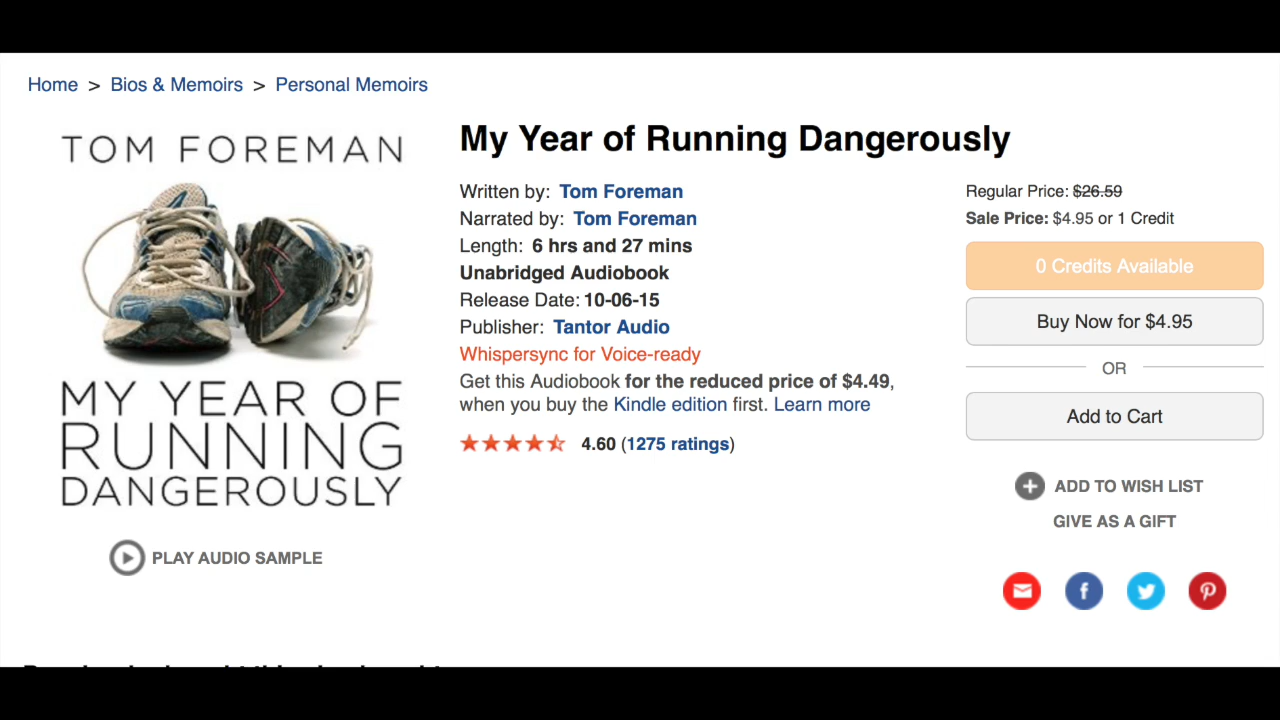 Home > Bios & Memoirs > Personal Memoirs
TOM FOREMAN
MY YEAR OF
RUNNING
DANGEROUSLY
PLAY AUDIO SAMPLE
My Year of Running Dangerously
Written by: Tom Foreman
Narrated by: Tom Foreman
Length: 6 hrs and 27 mins
Unabridged Audiobook
Release Date: 10-06-15
Publisher: Tantor Audio
Whispersync for Voice-ready
Get this Audiobook for the reduced price of $4.49,
when you buy the Kindle edition first. Learn more
4.60 (1275 ratings)
Regular Price: $26.59
Sale Price: $4.95 or 1 Credit
0 Credits Available
Buy Now for $4.95
OR
Add to Cart
ADD TO WISH LIST
GIVE AS A GIFT